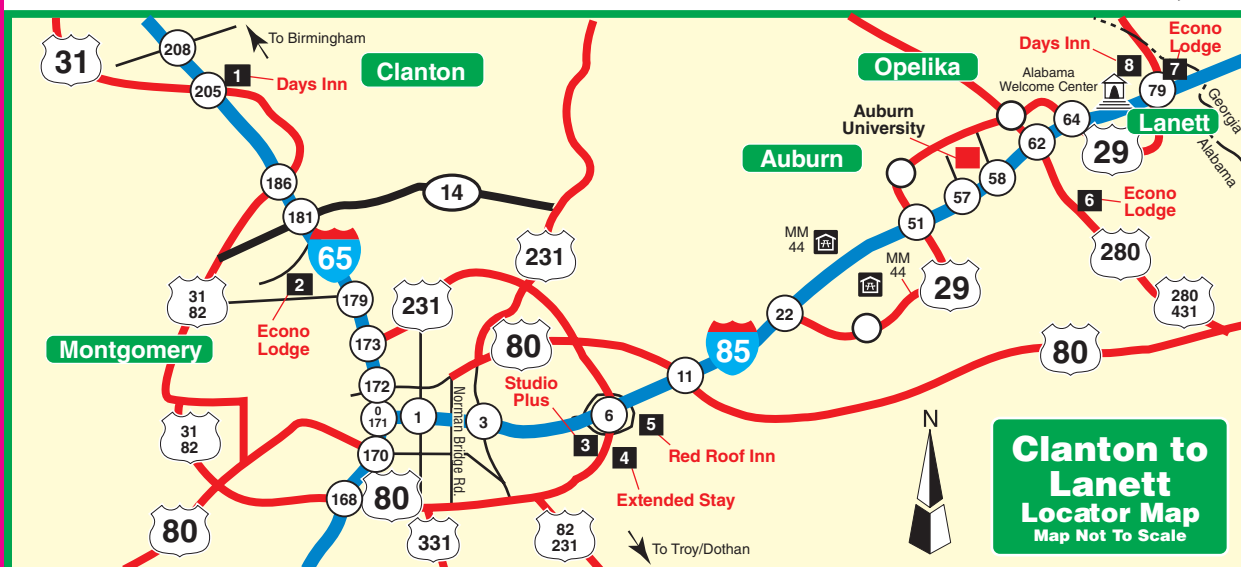 208
To Birmingham
31
Clanton
1
Days Inn
205
186
181
14
65
231
31
82
2
Econo
Lodge
179
231
173
Montgomery
80
172
0
171
1
3
Norman Bridge Rd.
Studio
Plus
6
5
3
4
Red Roof Inn
Extended Stay
31
82
170
168
80
80
331
82
231
To Troy/Dothan
11
85
22
MM
44
MM
44
29
51
57
58
62
64
79
Auburn
Auburn
University
Opelika
Days Inn
8
Econo
Lodge
7
Alabama
Welcome Center
Georgia
Alabama
Lanett
29
6
Econo
Lodge
280
280
431
80
N
Clanton to
Lanett
Locator Map
Map Not To Scale